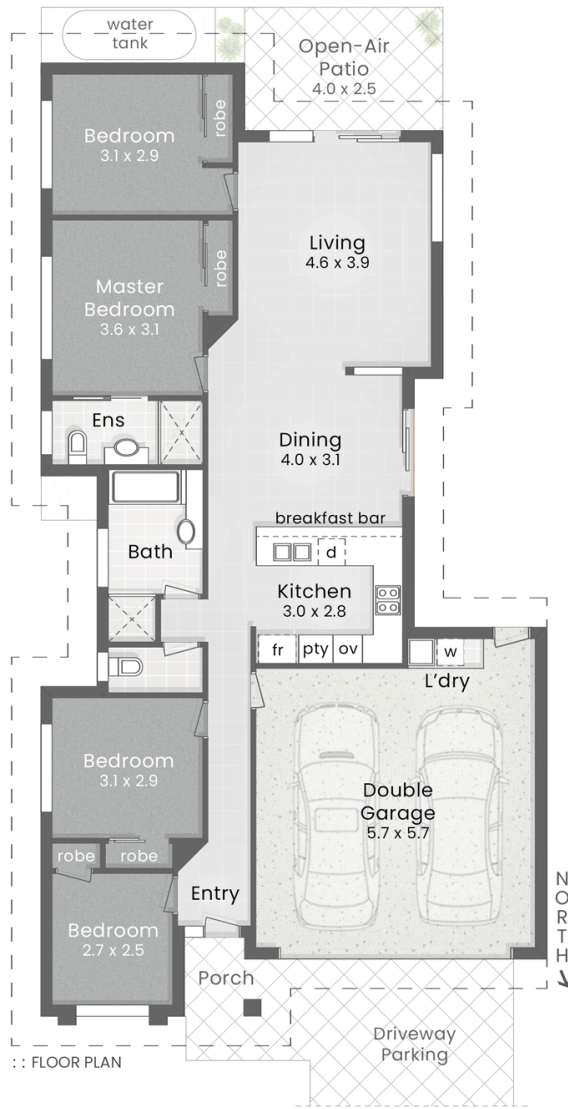 water
tank
Open-Air
Patio
4.0 x 2.5
Bedroom
3.1 x 2.9
robe
Living
4.6 x 3.9
Master
Bedroom
3.6 x 3.1
robe
Ens
Dining
4.0 x 3.1
breakfast bar
d
Bath
Kitchen
3.0 x 2.8
fr
pty
ov
w
L'dry
Bedroom
3.1 x 2.9
Double
Garage
5.7 x 5.7
robe
robe
Entry
Bedroom
2.7 x 2.5
NORTH
Porch
Driveway
Parking
: : FLOOR PLAN